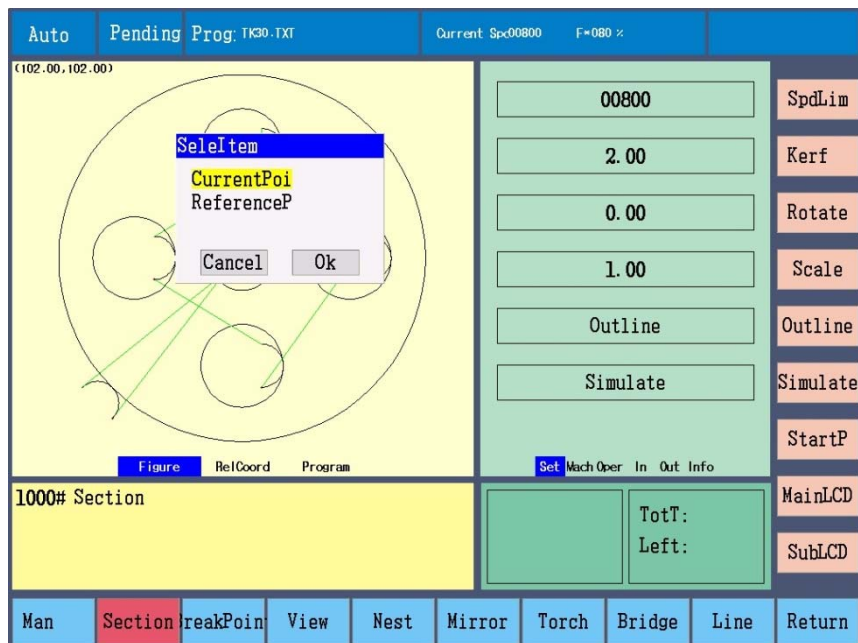 Auto Pending Prog: TK30.TXT Current Spc00800 F*080 %
(102.00,102.00)
SeleItem
CurrentPoi
ReferenceP
Cancel Ok
Figure RelCoord Program
00800 SpdLim
2.00 Kerf
0.00 Rotate
1.00 Scale
Outline Outline
Simulate Simulate
StartP
Set Mach Oper In Out Info
1000# Section
TotT:
Left:
MainLCD
SubLCD
Man Section reakPoin View Nest Mirror Torch Bridge Line Return